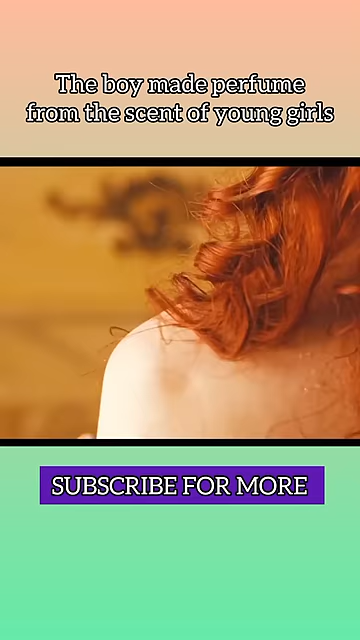 The boy made perfume
from the scent of young girls
SUBSCRIBE FOR MORE